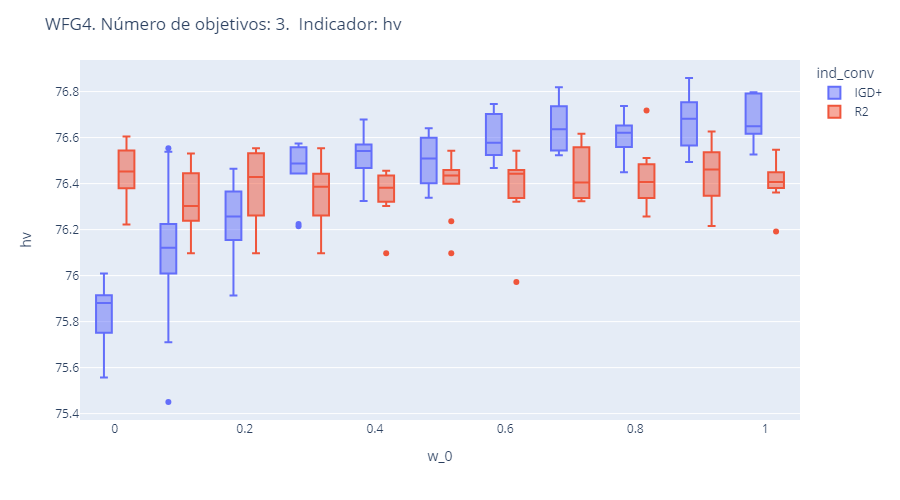 WFG4. Número de objetivos: 3.  Indicador: hv
ind_conv
IGD+
R2
hv
76.8
76.6
76.4
76.2
76
75.8
75.6
75.4
0
0.2
0.4
0.6
0.8
1
w_0